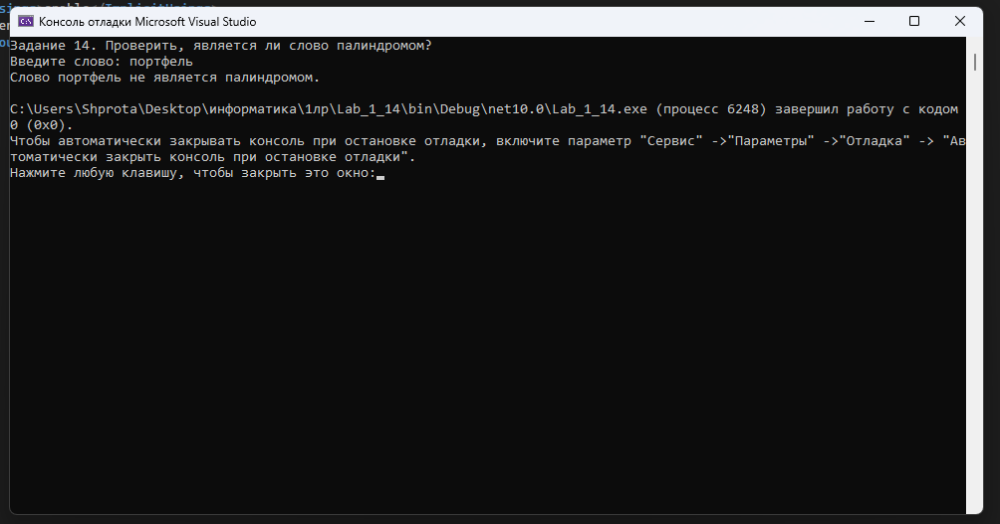 Консоль отладки Microsoft Visual Studio
Задание 14. Проверить, является ли слово палиндромом?
Введите слово: портфель
Слово портфель не является палиндромом.
C:\Users\Shprota\Desktop\информатика\1лр\Lab_1_14\bin\Debug\net10.0\Lab_1_14.exe (процесс 6248) завершил работу с кодом
0 (0x0).
Чтобы автоматически закрывать консоль при остановке отладки, включите параметр "Сервис" ->"Параметры" ->"Отладка" -> "Ав
томатически закрыть консоль при остановке отладки".
Нажмите любую клавишу, чтобы закрыть это окно: